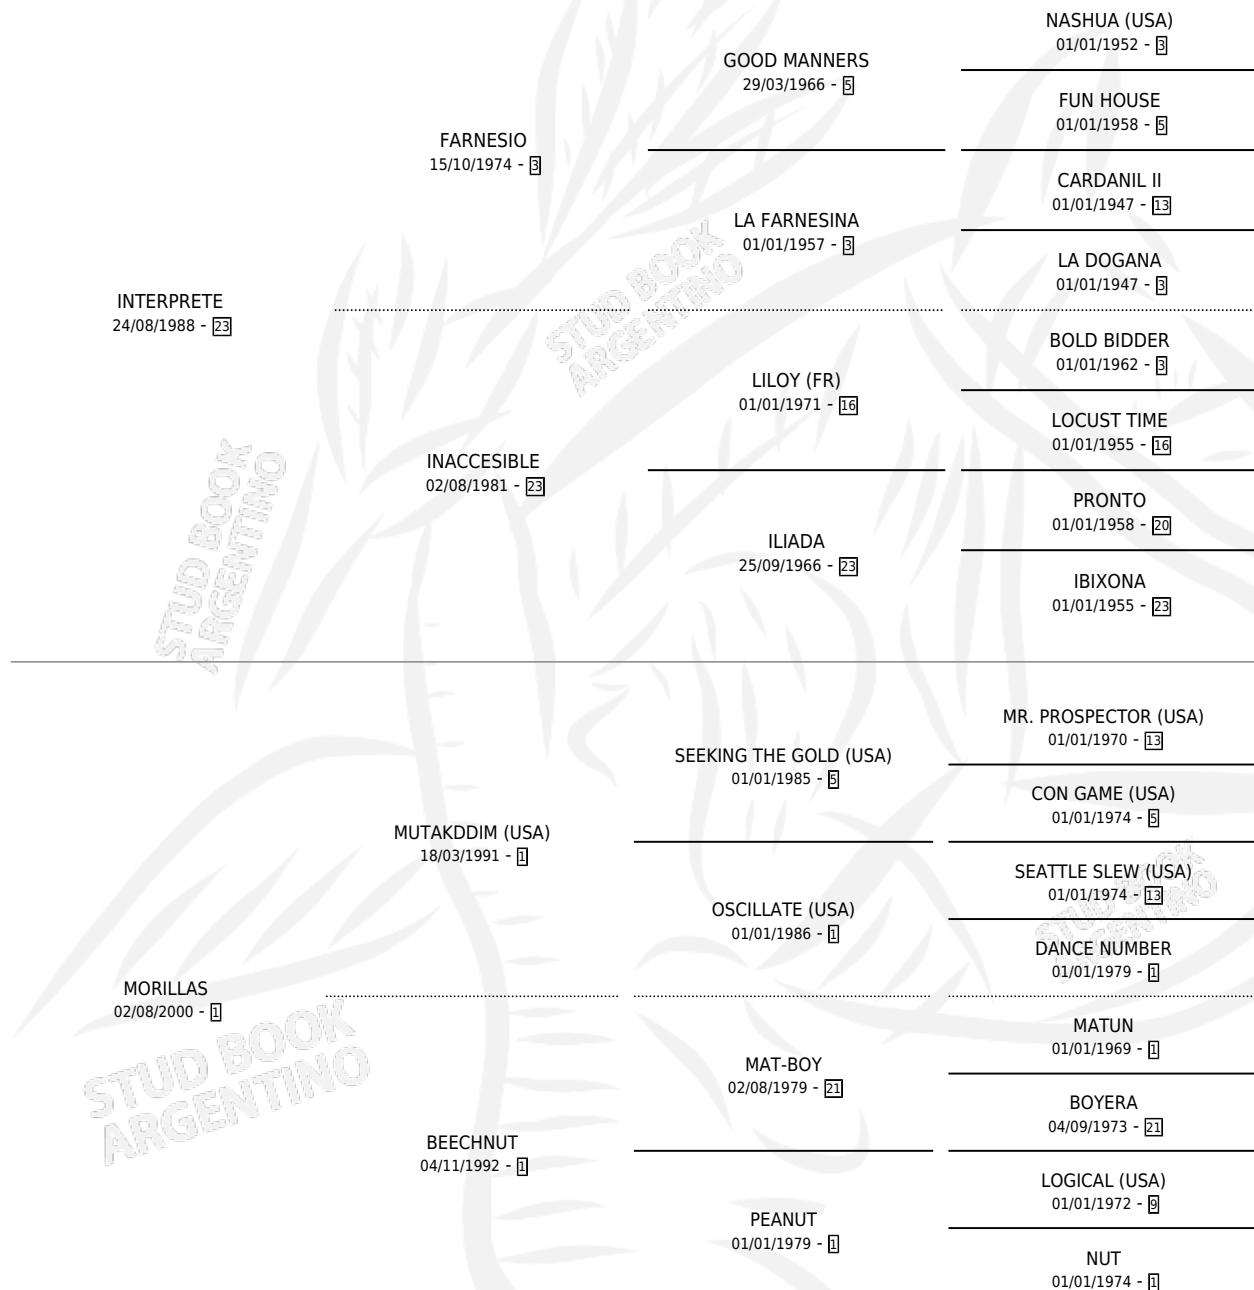 NASHUA (USA)
01/01/1952 - 3
GOOD MANNERS
29/03/1966 - 5
FUN HOUSE
01/01/1958 - 5
FARNESIO
15/10/1974 - 3
CARDANIL II
01/01/1947 - 13
LA FARNESINA
01/01/1957 - 3
LA DOGANA
01/01/1947 - 3
INTERPRETE
24/08/1988 - 23
BOLD BIDDER
01/01/1962 - 3
LILOY (FR)
01/01/1971 - 16
LOCUST TIME
01/01/1955 - 16
INACCESIBLE
02/08/1981 - 23
PRONTO
01/01/1958 - 20
ILIADA
25/09/1966 - 23
IBIXONA
01/01/1955 - 23
MR. PROSPECTOR (USA)
01/01/1970 - 13
SEEKING THE GOLD (USA)
01/01/1985 - 5
CON GAME (USA)
01/01/1974 - 5
MUTAKDDIM (USA)
18/03/1991 - 1
SEATTLE SLEW (USA)
01/01/1974 - 13
OSCILLATE (USA)
01/01/1986 - 1
DANCE NUMBER
01/01/1979 - 1
MORILLAS
02/08/2000 - 1
MATUN
01/01/1969 - 1
MAT-BOY
02/08/1979 - 21
BOYERA
04/09/1973 - 21
BEECHNUT
04/11/1992 - 1
LOGICAL (USA)
01/01/1972 - 9
PEANUT
01/01/1979 - 1
NUT
01/01/1974 - 1
STUD BOOK
ARGENTINO
STUD BOOK
ARGENTINO
STUD BOOK
ARGENTINO
STUD BOOK
ARGENTINO